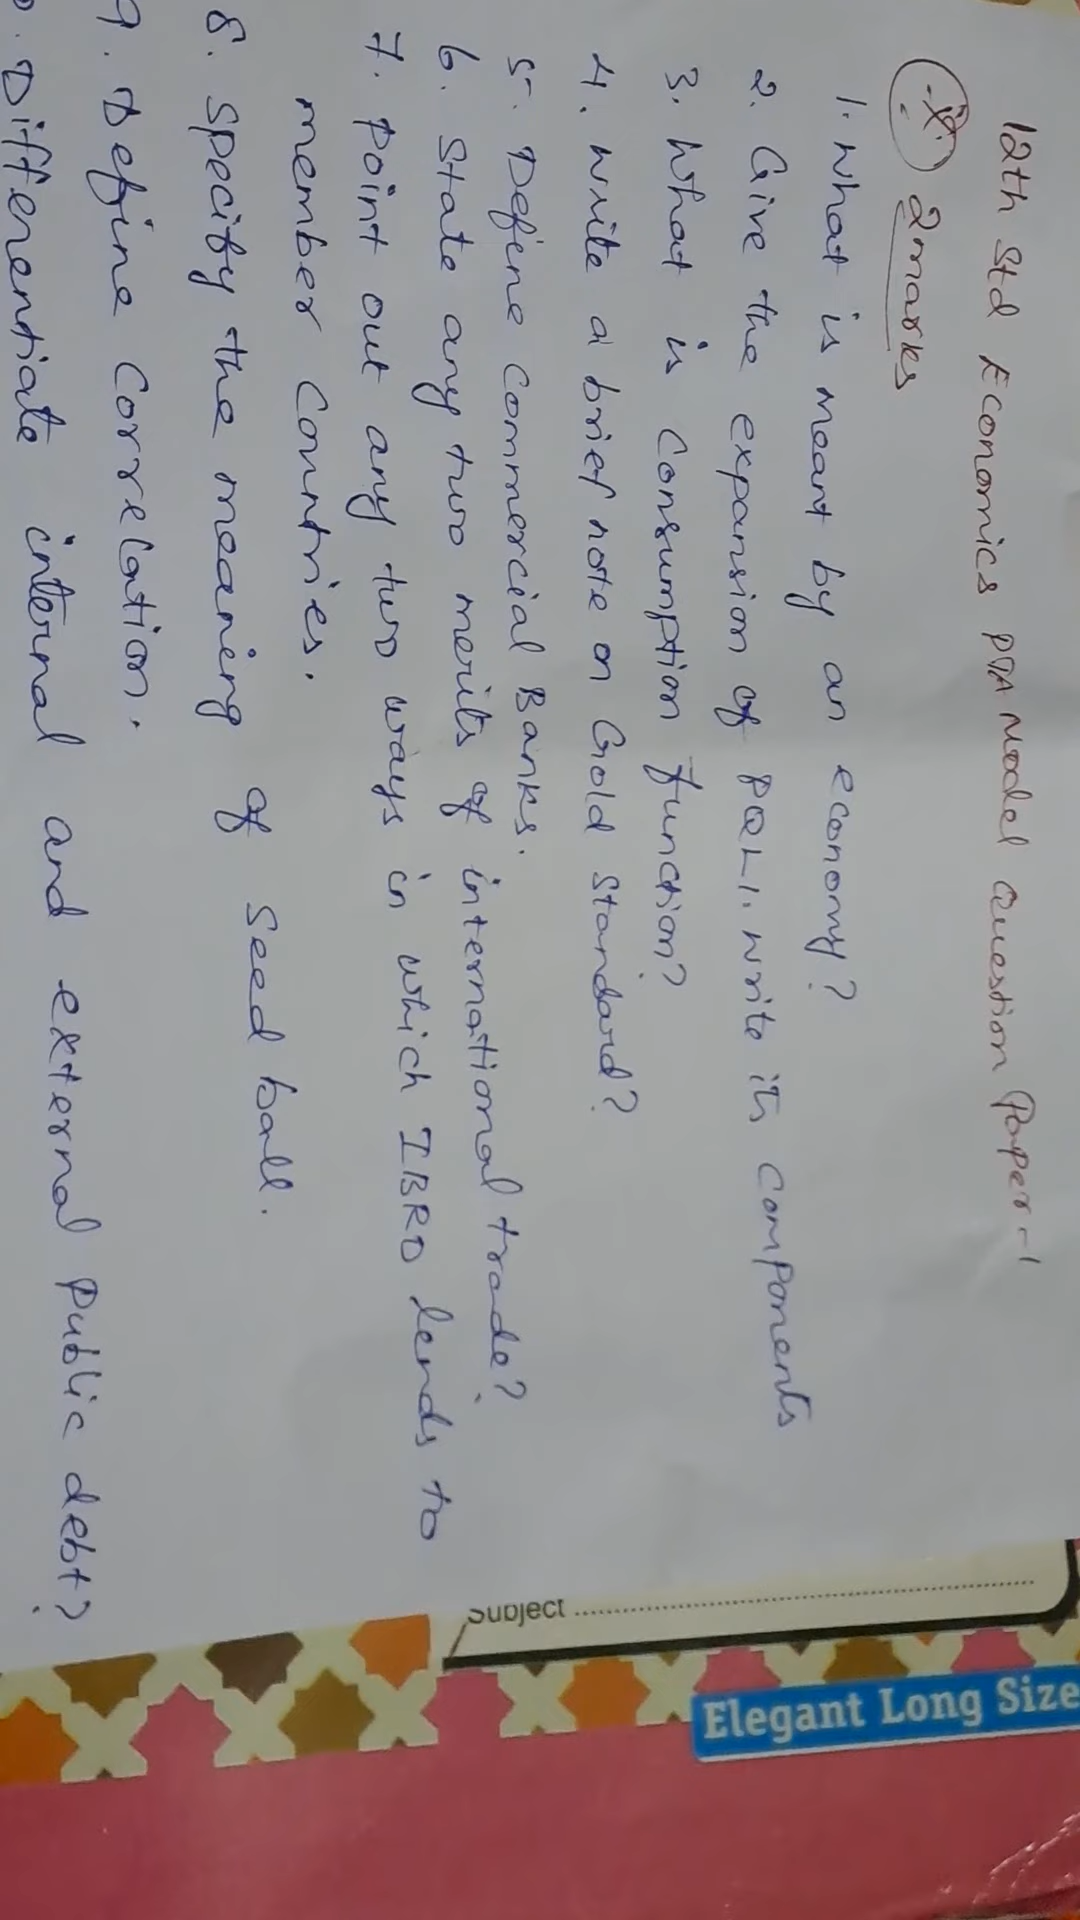 12th Std Economics PTA Model Question Paper-1
2 marks
1. What is meant by an economy?
2. Give the expansion of PQLI. Write its components
3. What is Consumption function?
4. Write a brief note on Gold Standard?
5. Define Commercial Banks.
6. State any two merits of international trade?
7. Point out any two ways in which IBRD lends to
member Countries.
8. Specify the meaning of Seed ball.
9. Define Correlation.
Differentiate internal and external Public debt?
Subject
Elegant Long Size